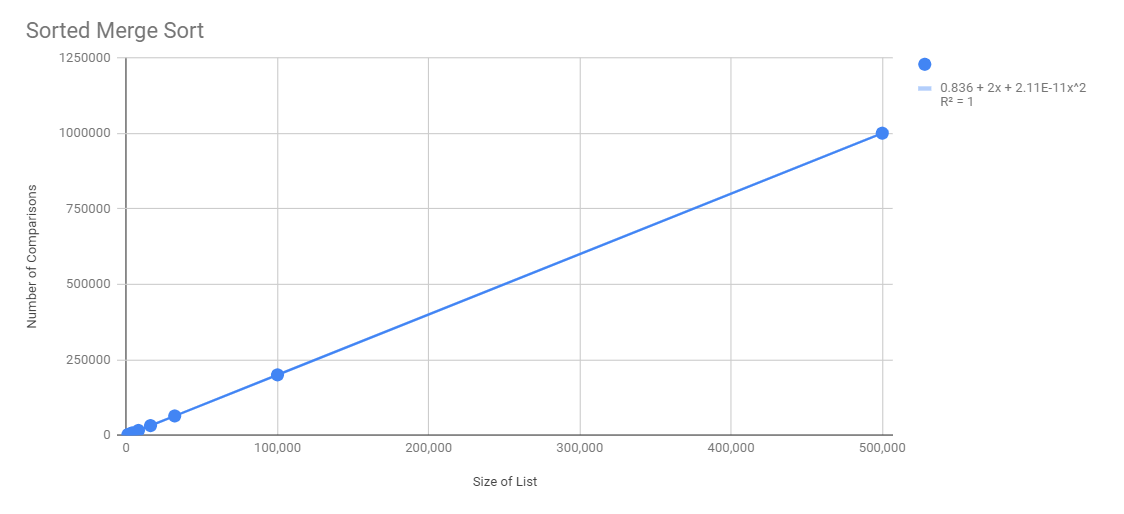 Sorted Merge Sort
1250000
1000000
750000
500000
250000
0
Number of Comparisons
0 100,000 200,000 300,000 400,000 500,000
Size of List
0.836 + 2x + 2.11E-11x^2
R² = 1